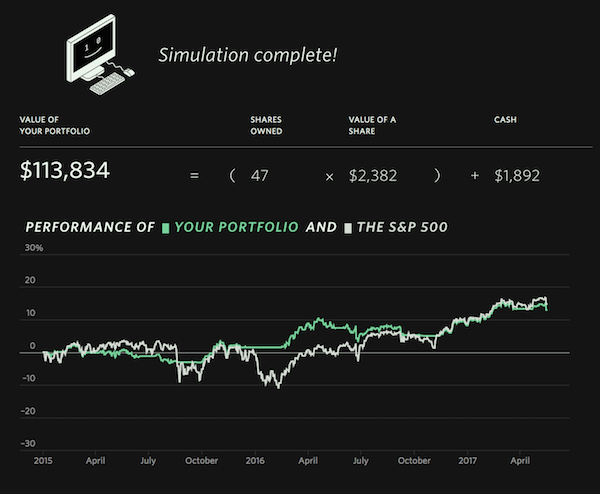 1 0
Simulation complete!
VALUE OF YOUR PORTFOLIO
SHARES OWNED
VALUE OF A SHARE
CASH
$113,834 = ( 47 × $2,382 ) + $1,892
PERFORMANCE OF YOUR PORTFOLIO AND THE S&P 500
30%
20
10
0
-10
-20
-30
2015 April July October 2016 April July October 2017 April